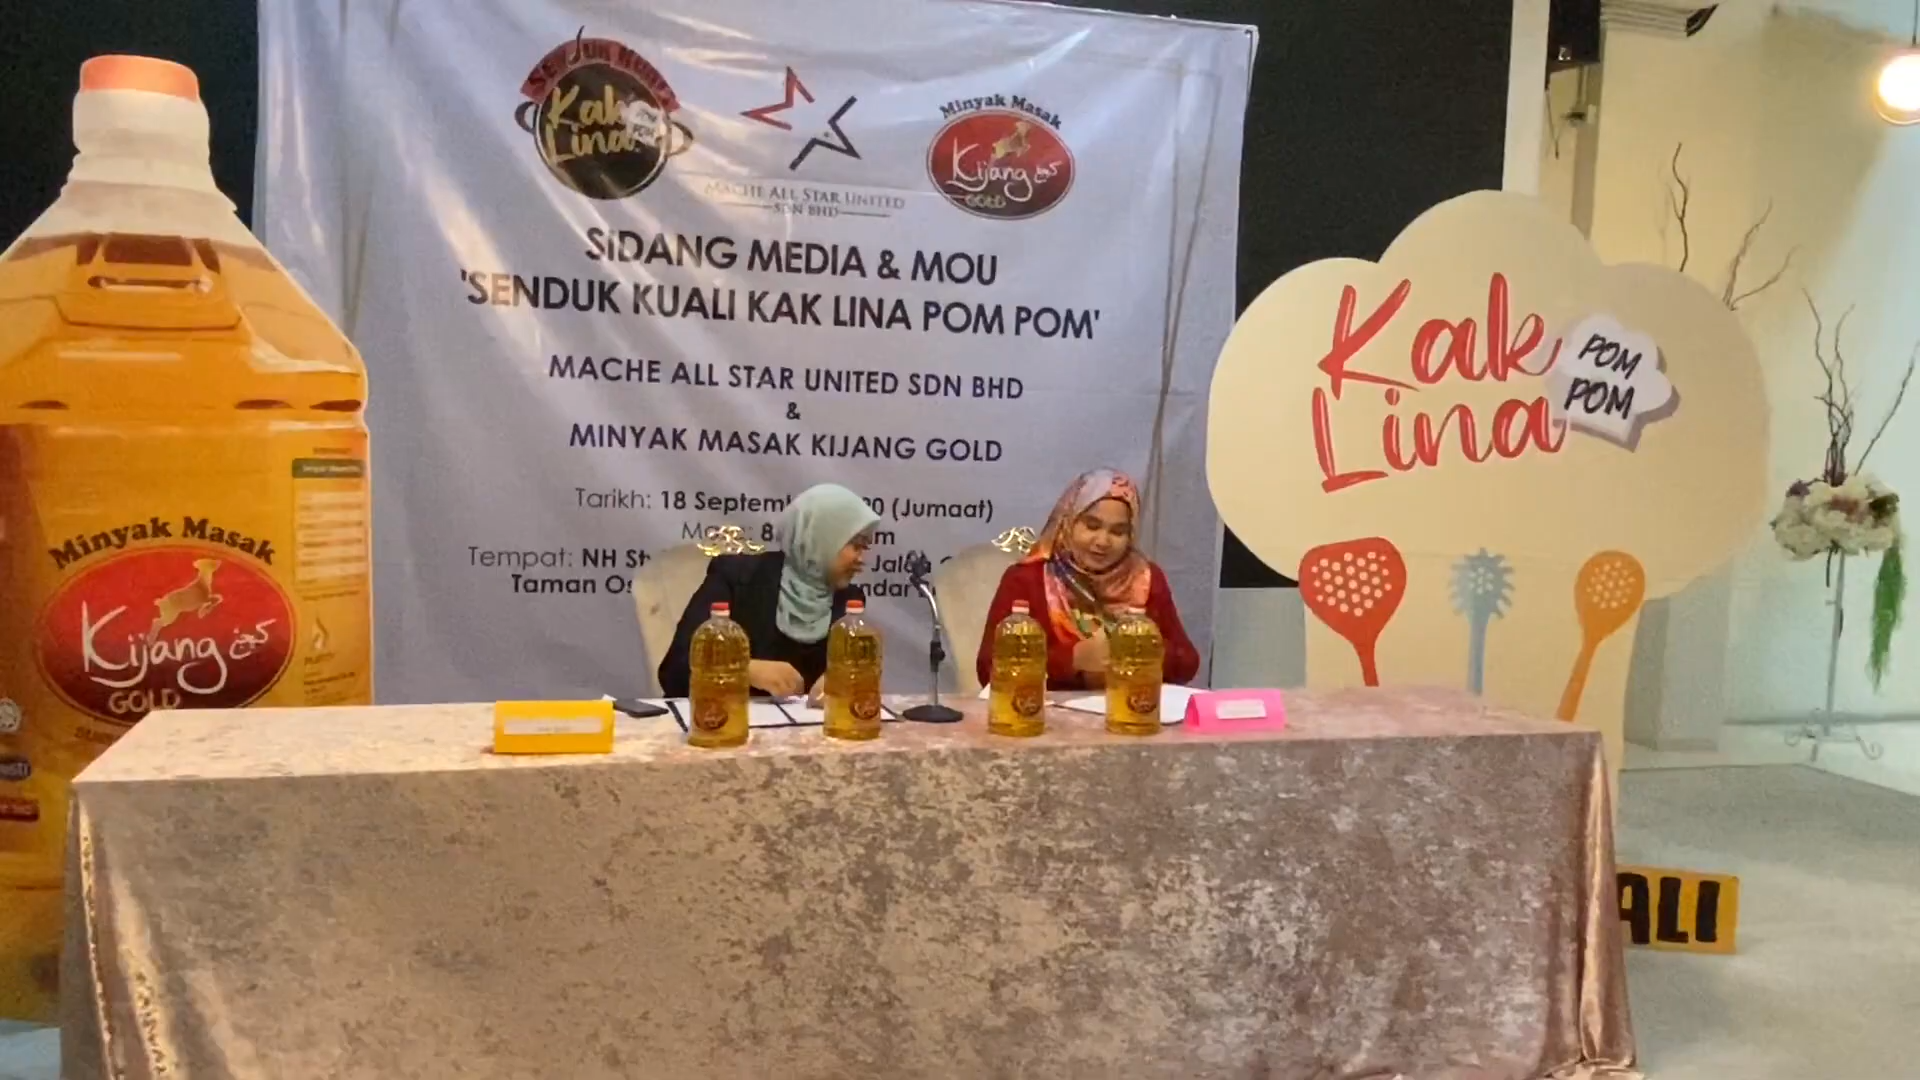 Kak
Lina
POM
POM
MACHE ALL STAR UNITED
SDN BHD
Minyak Masak
Kijang
GOLD
SIDANG MEDIA & MOU
'SENDUK KUALI KAK LINA POM POM'
MACHE ALL STAR UNITED SDN BHD
&
MINYAK MASAK KIJANG GOLD
Tarikh: 18 (Jumaat)
Tempat: NH
Taman
Minyak Masak
Kijang
GOLD
Kak
Lina
POM
POM
ALI